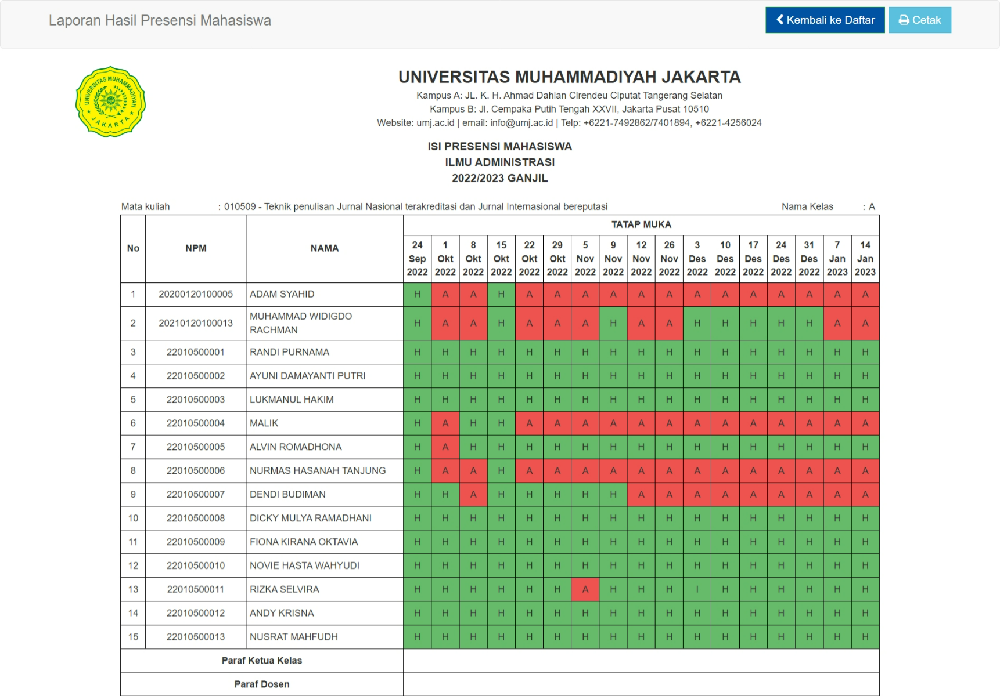 Laporan Hasil Presensi Mahasiswa
Kembali ke Daftar
Cetak
UNIVERSITAS MUHAMMADIYAH
JAKARTA
UNIVERSITAS MUHAMMADIYAH JAKARTA
Kampus A: JL. K. H. Ahmad Dahlan Cirendeu Ciputat Tangerang Selatan
Kampus B: Jl. Cempaka Putih Tengah XXVII, Jakarta Pusat 10510
Website: umj.ac.id | email: info@umj.ac.id | Telp: +6221-7492862/7401894, +6221-4256024
ISI PRESENSI MAHASISWA
ILMU ADMINISTRASI
2022/2023 GANJIL
Mata kuliah : 010509 - Teknik penulisan Jurnal Nasional terakreditasi dan Jurnal Internasional bereputasi Nama Kelas : A
No NPM NAMA TATAP MUKA
24 1 8 15 22 29 5 9 12 26 3 10 17 24 31 7 14
Sep Okt Okt Okt Okt Okt Nov Nov Nov Nov Des Des Des Des Des Jan Jan
2022 2022 2022 2022 2022 2022 2022 2022 2022 2022 2022 2022 2022 2022 2022 2023 2023
1 20200120100005 ADAM SYAHID H A A H A A A A A A A A A A A A A
2 20210120100013 MUHAMMAD WIDIGDO RACHMAN H A A H A A A H A A H H H H H A A
3 22010500001 RANDI PURNAMA H H H H H H H H H H H H H H H H H
4 22010500002 AYUNI DAMAYANTI PUTRI H H H H H H H H H H H H H H H H H
5 22010500003 LUKMANUL HAKIM H H H H H H H H H H H H H H H H H
6 22010500004 MALIK H A H H A A A A A A A A A A A A A
7 22010500005 ALVIN ROMADHONA H A H H H H H H H H H H H H H H H
8 22010500006 NURMAS HASANAH TANJUNG H A A H A A A A A A A A A A A A A
9 22010500007 DENDI BUDIMAN H H A H H H H H A A A A A A A A A
10 22010500008 DICKY MULYA RAMADHANI H H H H H H H H H H H H H H H H H
11 22010500009 FIONA KIRANA OKTAVIA H H H H H H H H H H H H H H H H H
12 22010500010 NOVIE HASTA WAHYUDI H H H H H H H H H H H H H H H H H
13 22010500011 RIZKA SELVIRA H H H H H H A H H H I H H H H H H
14 22010500012 ANDY KRISNA H H H H H H H H H H H H H H H H H
15 22010500013 NUSRAT MAHFUDH H H H H H H H H H H H H H H H H H
Paraf Ketua Kelas
Paraf Dosen